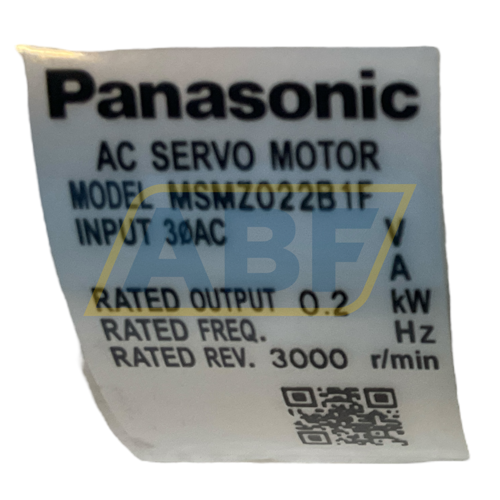 Panasonic
AC SERVO MOTOR
MODEL MSMZ022B1F
INPUT 3øAC V
A
RATED OUTPUT 0.2 kW
RATED FREQ. Hz
RATED REV. 3000 r/min
ABF